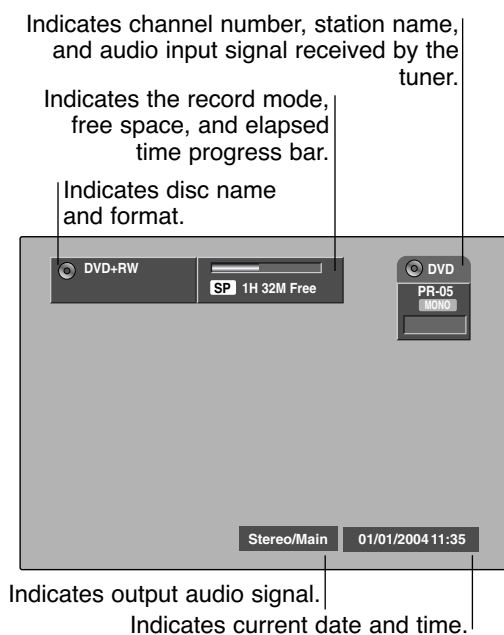 Indicates channel number, station name,
and audio input signal received by the
tuner.
Indicates the record mode,
free space, and elapsed
time progress bar.
Indicates disc name
and format.
DVD+RW
SP 1H 32M Free
DVD
PR-05
MONO
Stereo/Main
01/01/2004 11:35
Indicates output audio signal.
Indicates current date and time.